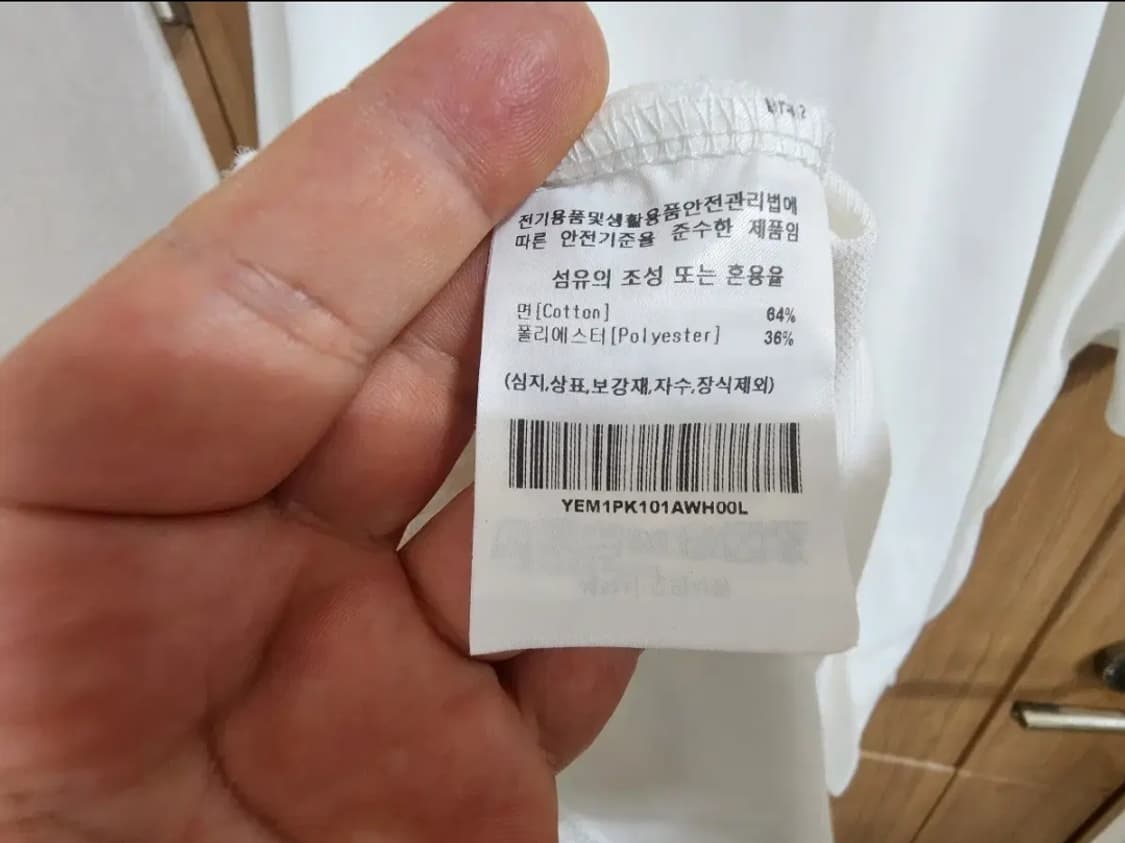 전기용품및생활용품안전관리법에
따른 안전기준을 준수한 제품임
섬유의 조성 또는 혼용율
면[Cotton] 64%
폴리에스터[Polyester] 36%
(심지,상표,보강재,자수,장식제외)
YEM1PK101AWH00L